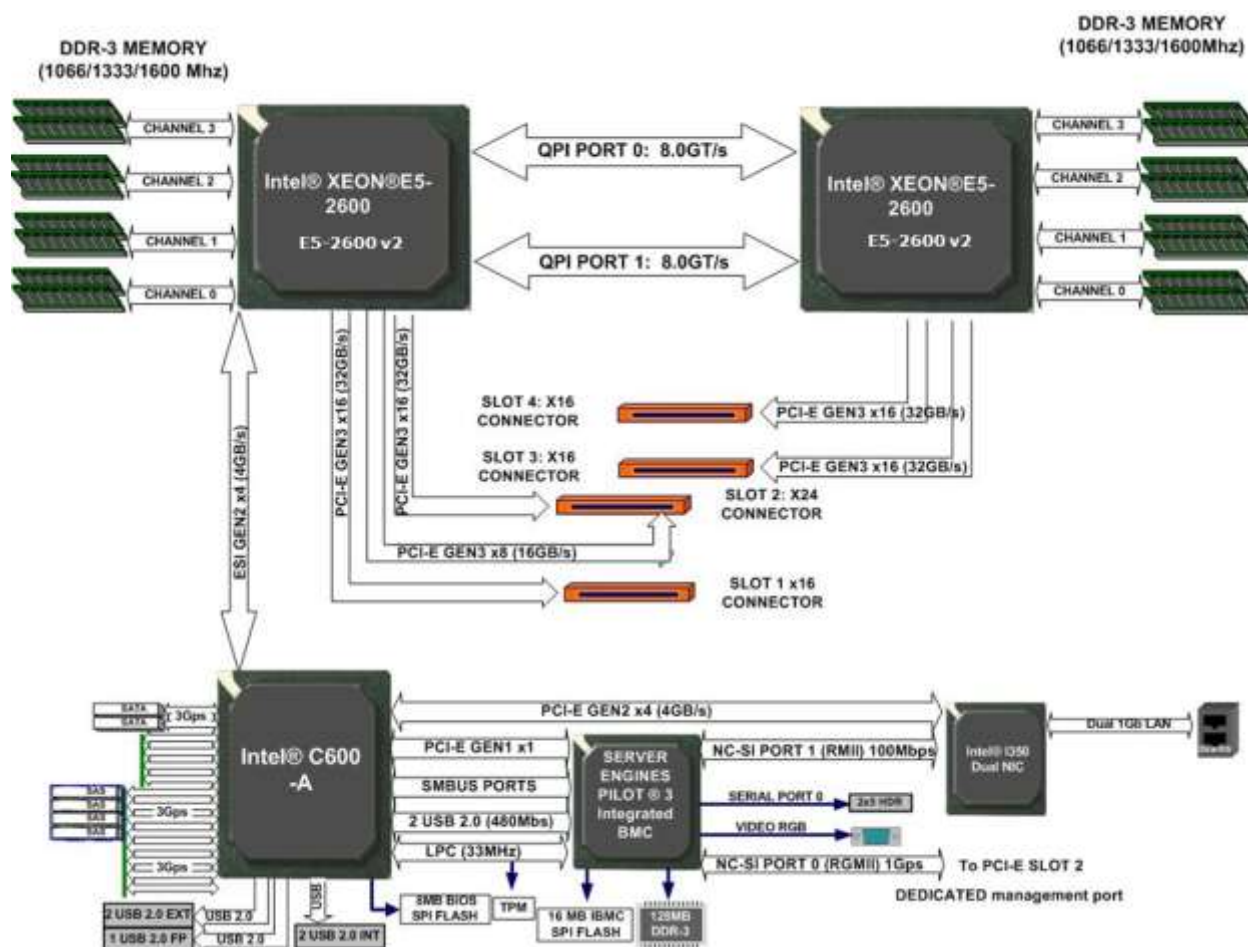 DDR-3 MEMORY
(1066/1333/1600 Mhz)
DDR-3 MEMORY
(1066/1333/1600Mhz)
CHANNEL 3
CHANNEL 2
CHANNEL 1
CHANNEL 0
Intel® XEON®E5-
2600
E5-2600 v2
QPI PORT 0: 8.0GT/s
QPI PORT 1: 8.0GT/s
Intel® XEON®E5-
2600
E5-2600 v2
CHANNEL 3
CHANNEL 2
CHANNEL 1
CHANNEL 0
ESI GEN2 x4 (4GB/s)
PCI-E GEN3 x16 (32GB/s)
PCI-E GEN3 x16 (32GB/s)
SLOT 4: X16
CONNECTOR
PCI-E GEN3 x16 (32GB/s)
SLOT 3: X16
CONNECTOR
PCI-E GEN3 x16 (32GB/s)
SLOT 2: X24
CONNECTOR
PCI-E GEN3 x8 (16GB/s)
SLOT 1 x16
CONNECTOR
SATA
SATA
3Gps
SAS
SAS
SAS
SAS
3Gps
3Gps
Intel® C600
-A
PCI-E GEN2 x4 (4GB/s)
PCI-E GEN1 x1
SMBUS PORTS
2 USB 2.0 (480Mbs)
LPC (33MHz)
SERVER
ENGINES
PILOT ® 3
Integrated
BMC
NC-SI PORT 1 (RMII) 100Mbps
Intel® I350
Dual NIC
Dual 1Gb LAN
SERIAL PORT 0
2x5 HDR
VIDEO RGB
NC-SI PORT 0 (RGMII) 1Gps
To PCI-E SLOT 2
DEDICATED management port
2 USB 2.0 EXT
USB 2.0
1 USB 2.0 FP
USB 2.0
USB
2 USB 2.0 INT
8MB BIOS
SPI FLASH
TPM
16 MB IBMC
SPI FLASH
128MB
DDR-3